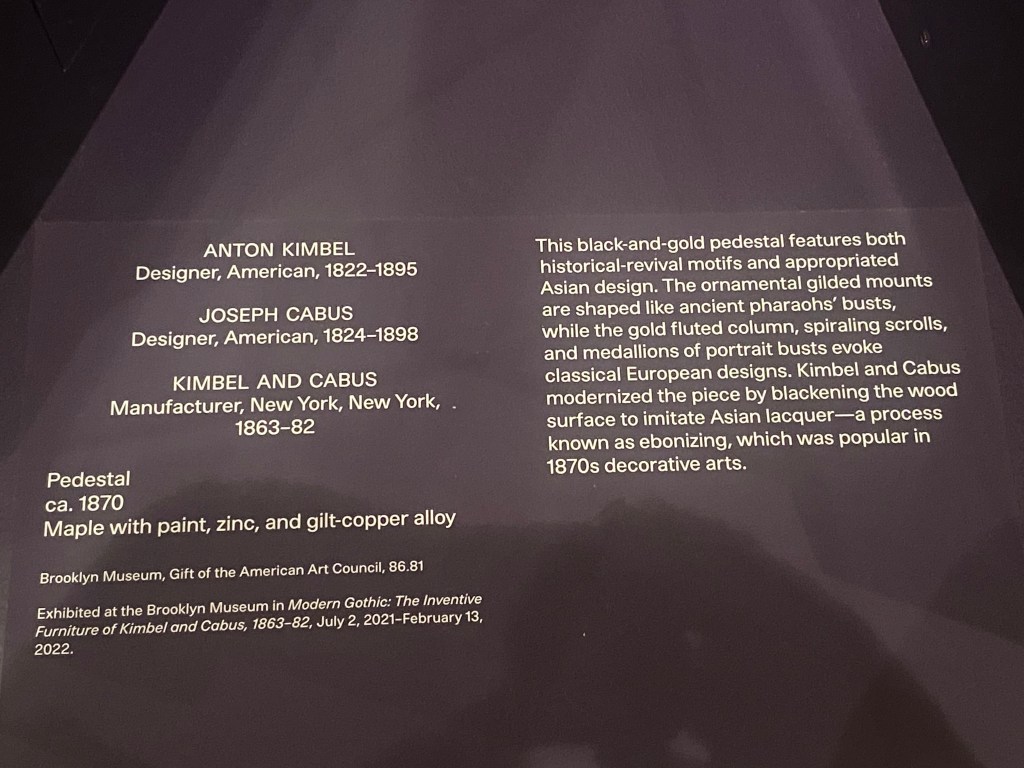 ANTON KIMBEL
Designer, American, 1822–1895
JOSEPH CABUS
Designer, American, 1824–1898
KIMBEL AND CABUS
Manufacturer, New York, New York,
1863–82
Pedestal
ca. 1870
Maple with paint, zinc, and gilt-copper alloy
Brooklyn Museum, Gift of the American Art Council, 86.81
Exhibited at the Brooklyn Museum in Modern Gothic: The Inventive
Furniture of Kimbel and Cabus, 1863–82, July 2, 2021–February 13,
2022.
This black-and-gold pedestal features both
historical-revival motifs and appropriated
Asian design. The ornamental gilded mounts
are shaped like ancient pharaohs’ busts,
while the gold fluted column, spiraling scrolls,
and medallions of portrait busts evoke
classical European designs. Kimbel and Cabus
modernized the piece by blackening the wood
surface to imitate Asian lacquer—a process
known as ebonizing, which was popular in
1870s decorative arts.